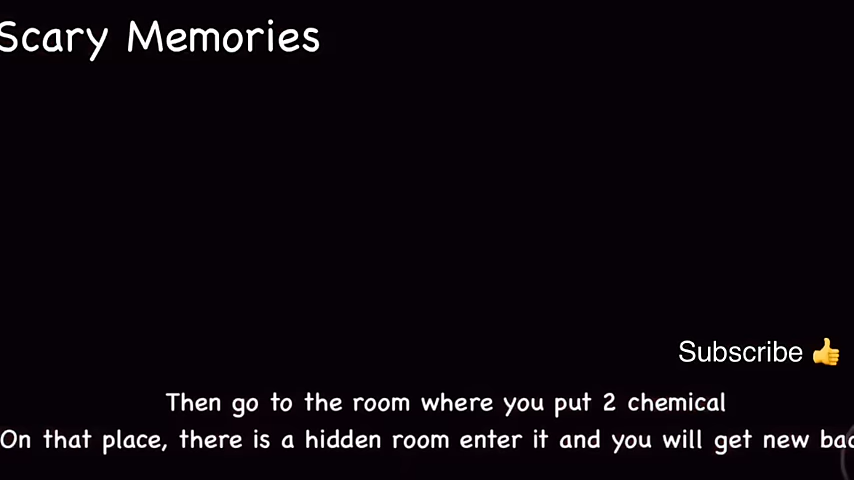 Scary Memories
Subscribe 👍
Then go to the room where you put 2 chemical
On that place, there is a hidden room enter it and you will get new